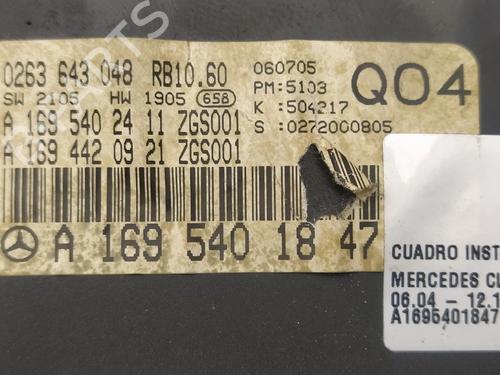 0263 643 048 RB10.60 060705 Q04
PM:5103
SW 2105 HW 1905 658 K :504217
A 169 540 24 11 ZGS001 S :0272000805
A 169 442 09 21 ZGS001
A 169 540 18 47
CUADRO INST
MERCEDES CL
06.04 – 12.1
A1695401847